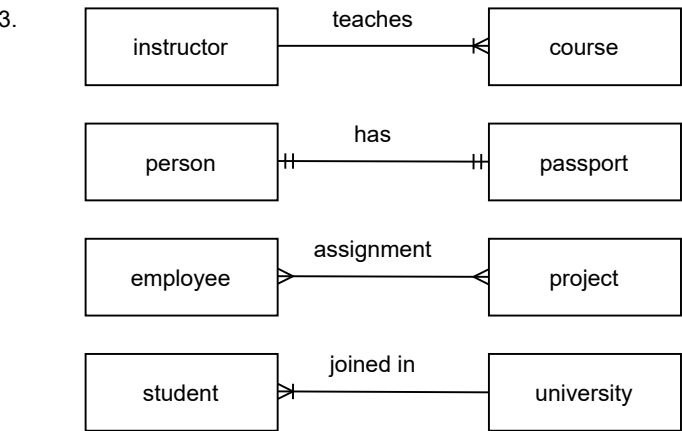 3.
teaches
instructor
course
has
person
passport
assignment
employee
project
joined in
student
university